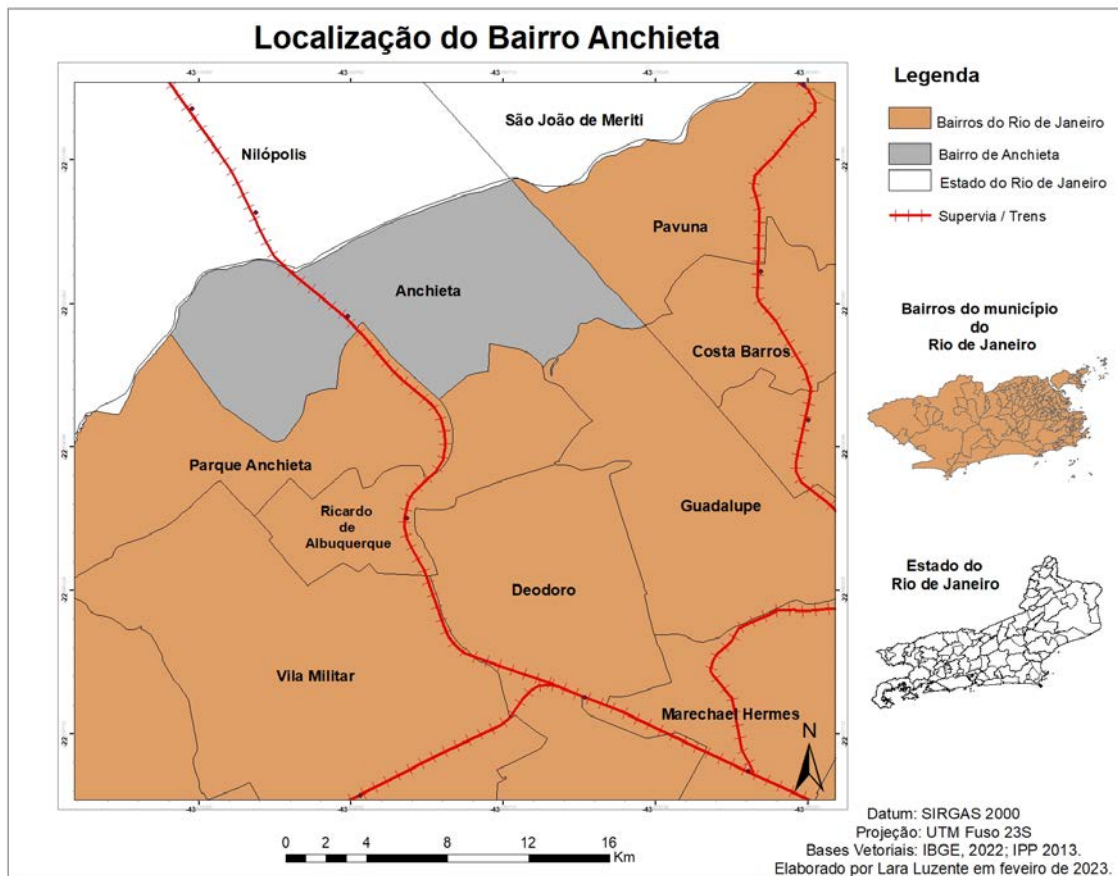 Localização do Bairro Anchieta
Legenda
Bairros do Rio de Janeiro
Bairro de Anchieta
Estado do Rio de Janeiro
Supervia / Trens
São João de Meriti
Nilópolis
Pavuna
Anchieta
Costa Barros
Parque Anchieta
Ricardo
de
Albuquerque
Guadalupe
Deodoro
Vila Militar
Marechael Hermes
N
Bairros do município
do
Rio de Janeiro
Estado do
Rio de Janeiro
0 2 4 8 12 16
Km
Datum: SIRGAS 2000
Projeção: UTM Fuso 23S
Bases Vetoriais: IBGE, 2022; IPP 2013.
Elaborado por Lara Luzente em feveiro de 2023.